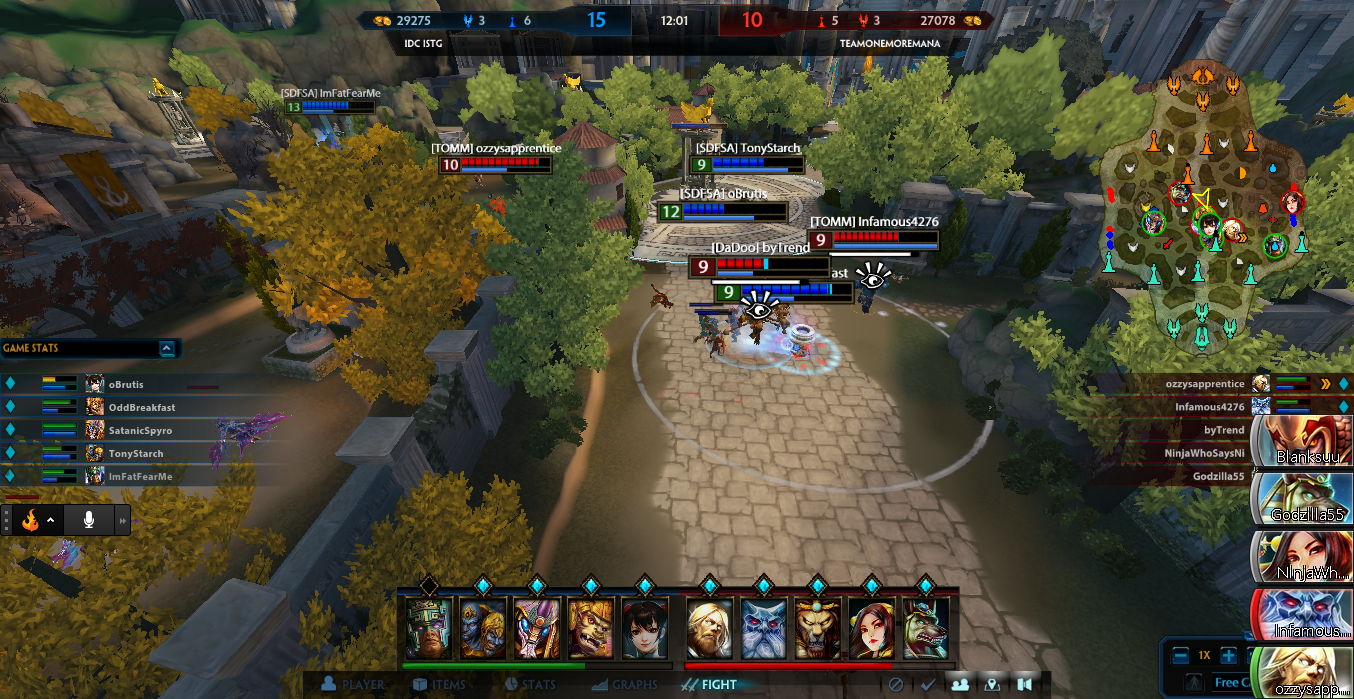 29275 3 6 15 12:01 10 5 3 27078
IDC ISTG TEAMONEMOREMANA
[SDFSA] ImFatFearMe
13
[TOMM] ozzysapprentice
10
[SDFSA] TonyStarch
9
[SDFSA] oBrutis
12
[TOMM] Infamous4276
9
[DaDoo] byTrend
9
ast
9
GAME STATS
oBrutis
OddBreakfast
SatanicSpyro
TonyStarch
ImFatFearMe
ozzysapprentice
Infamous4276
byTrend
NinjaWhoSaysNi
Godzilla55
Blanksuu
Godzilla55
NinjaWh...
Infamous...
ozzysapp...
1X
Free C
PLAYER ITEMS STATS GRAPHS FIGHT